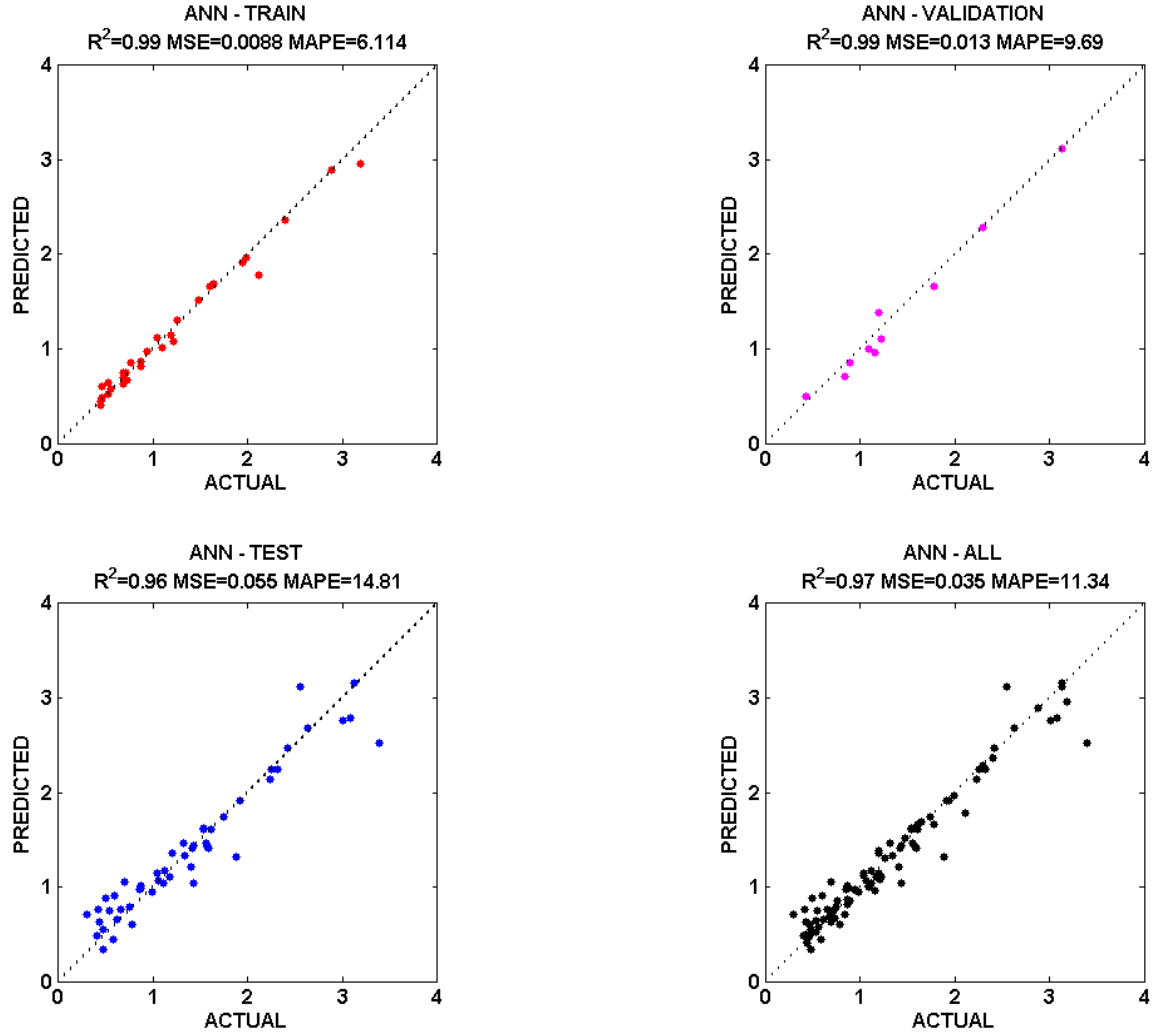 ANN - TRAIN
R²=0.99 MSE=0.0088 MAPE=6.114
4
3
2
1
0
0 1 2 3 4
PREDICTED
ACTUAL
ANN - VALIDATION
R²=0.99 MSE=0.013 MAPE=9.69
4
3
2
1
0
0 1 2 3 4
PREDICTED
ACTUAL
ANN - TEST
R²=0.96 MSE=0.055 MAPE=14.81
4
3
2
1
0
0 1 2 3 4
PREDICTED
ACTUAL
ANN - ALL
R²=0.97 MSE=0.035 MAPE=11.34
4
3
2
1
0
0 1 2 3 4
PREDICTED
ACTUAL